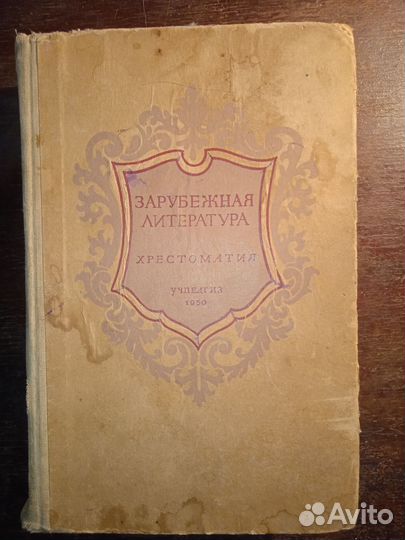 ЗАРУБЕЖНАЯ
ЛИТЕРАТУРА
ХРЕСТОМАТИЯ
УЧПЕДГИЗ
1950
Avito